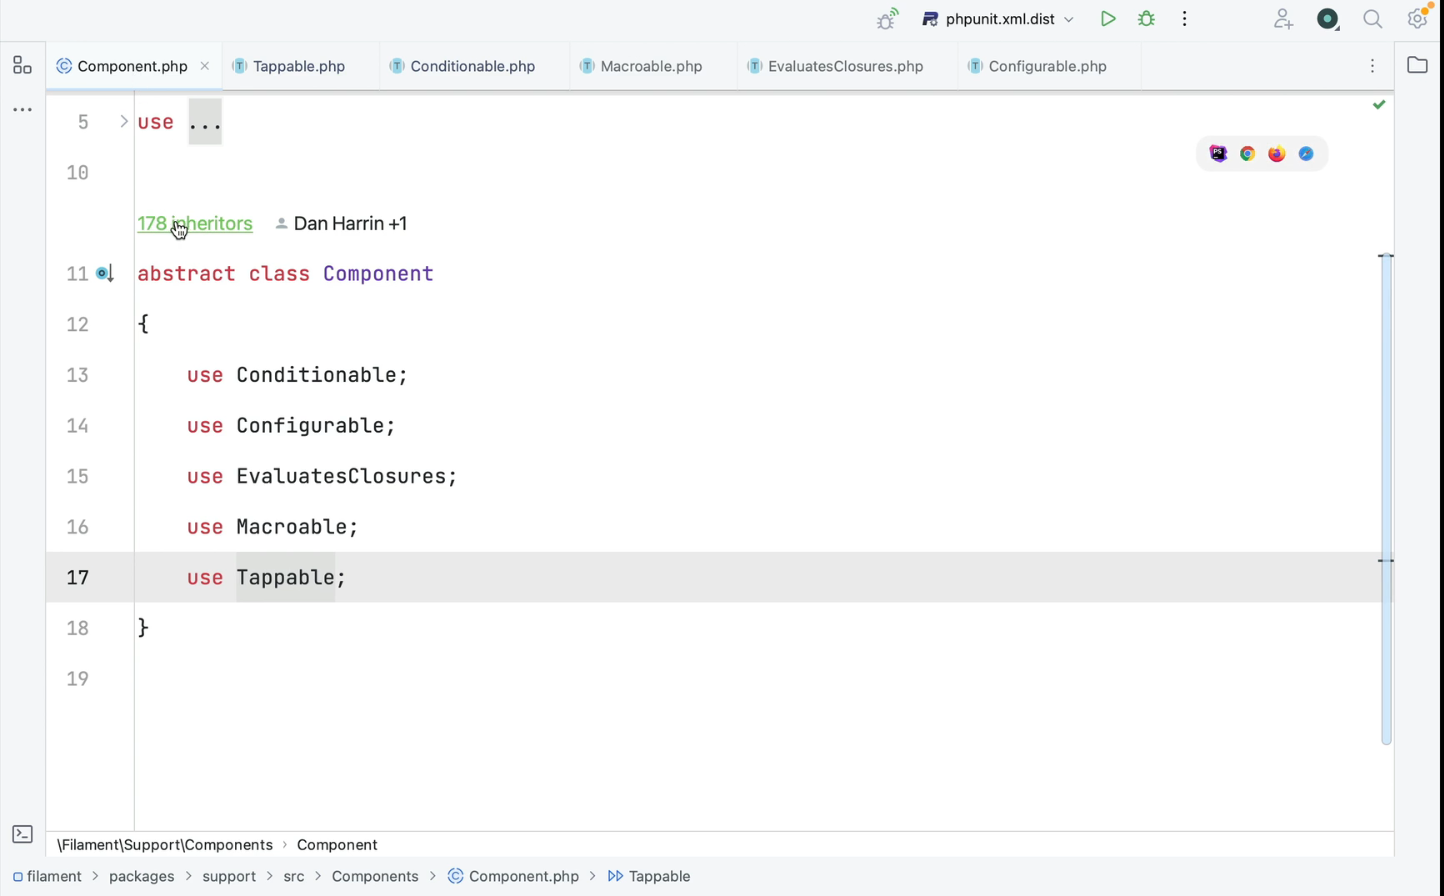 phpunit.xml.dist
Component.php Tappable.php Conditionable.php Macroable.php EvaluatesClosures.php Configurable.php
5 use ...
10
178 inheritors Dan Harrin +1
11 abstract class Component
12 {
13 use Conditionable;
14 use Configurable;
15 use EvaluatesClosures;
16 use Macroable;
17 use Tappable;
18 }
19
\Filament\Support\Components › Component
filament > packages > support > src > Components > Component.php > Tappable